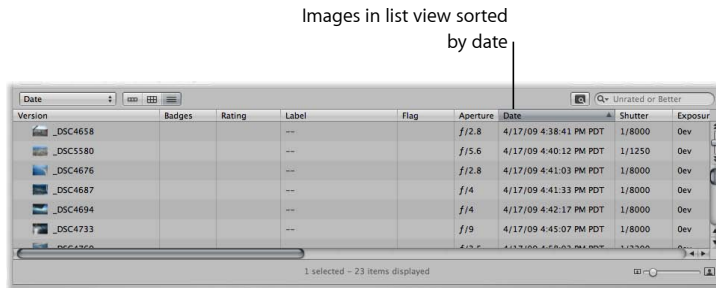 Images in list view sorted
by date
Date Unrated or Better
Version Badges Rating Label Flag Aperture Date Shutter Exposur
_DSC4658 -- ƒ/2.8 4/17/09 4:38:41 PM PDT 1/8000 0ev
_DSC5580 -- ƒ/5.6 4/17/09 4:40:12 PM PDT 1/1250 0ev
_DSC4676 -- ƒ/2.8 4/17/09 4:41:03 PM PDT 1/8000 0ev
_DSC4687 -- ƒ/4 4/17/09 4:41:33 PM PDT 1/8000 0ev
_DSC4694 -- ƒ/4 4/17/09 4:42:17 PM PDT 1/8000 0ev
_DSC4733 -- ƒ/9 4/17/09 4:45:07 PM PDT 1/8000 0ev
1 selected – 23 items displayed